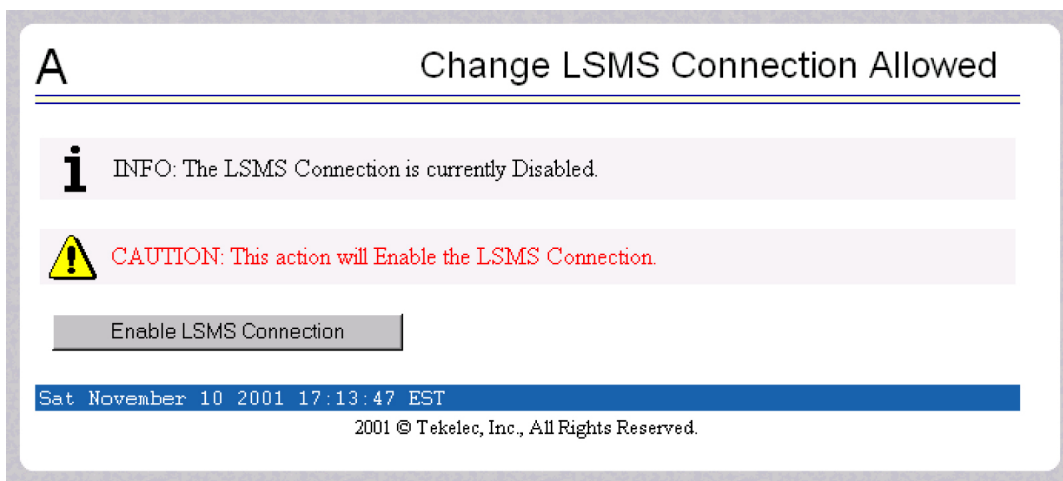 A
Change LSMS Connection Allowed
i
INFO: The LSMS Connection is currently Disabled.
CAUTION: This action will Enable the LSMS Connection.
Enable LSMS Connection
Sat November 10 2001 17:13:47 EST
2001 © Tekelec, Inc., All Rights Reserved.